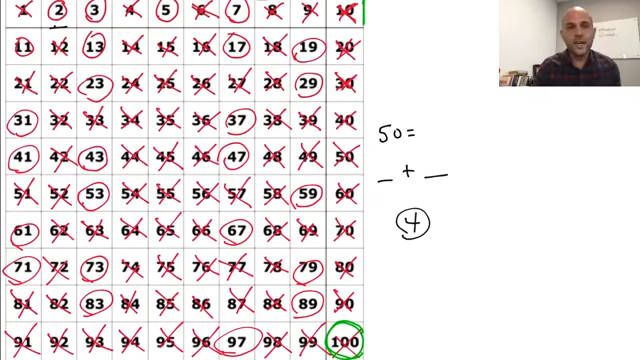 1 2 3 4 5 6 7 8 9 10
11 12 13 14 15 16 17 18 19 20
21 22 23 24 25 26 27 28 29 30
31 32 33 34 35 36 37 38 39 40
50=
41 42 43 44 45 46 47 48 49 50
_ + _
51 52 53 54 55 56 57 58 59 60
61 62 63 64 65 66 67 68 69 70
4
71 72 73 74 75 76 77 78 79 80
81 82 83 84 85 86 87 88 89 90
91 92 93 94 95 96 97 98 99 100